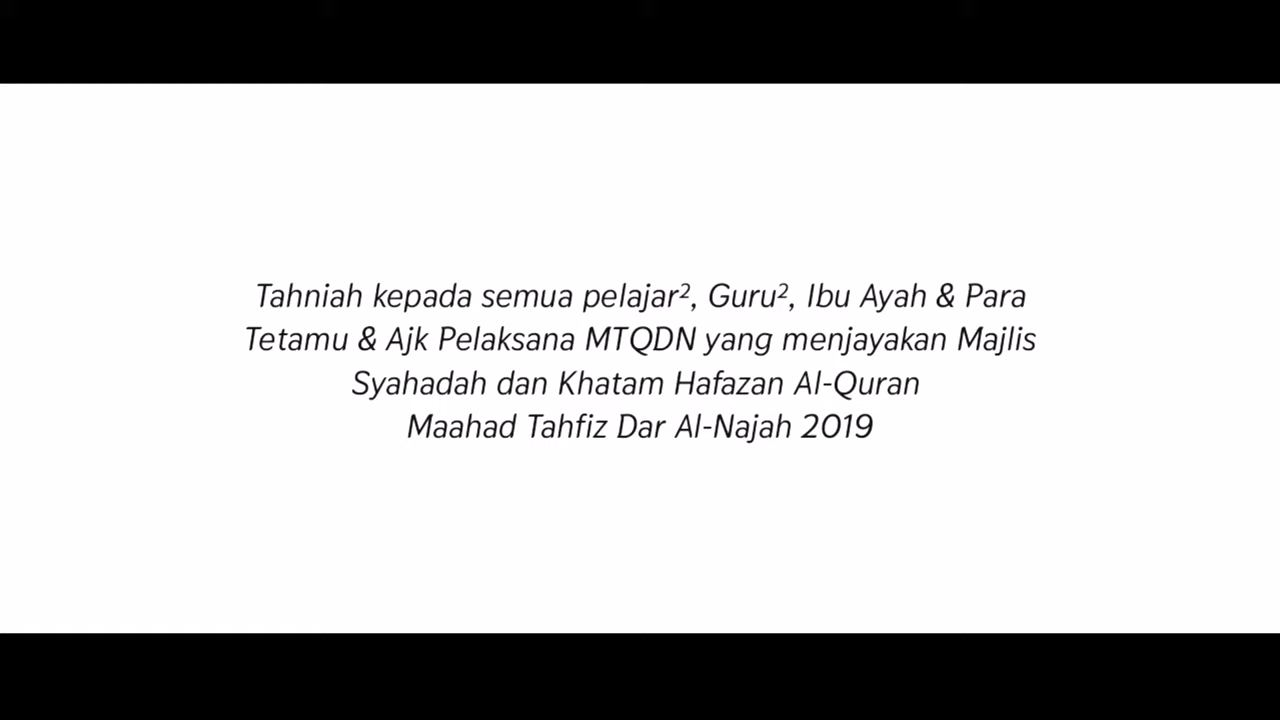 Tahniah kepada semua pelajar², Guru², Ibu Ayah & Para
Tetamu & Ajk Pelaksana MTQDN yang menjayakan Majlis
Syahadah dan Khatam Hafazan Al-Quran
Maahad Tahfiz Dar Al-Najah 2019